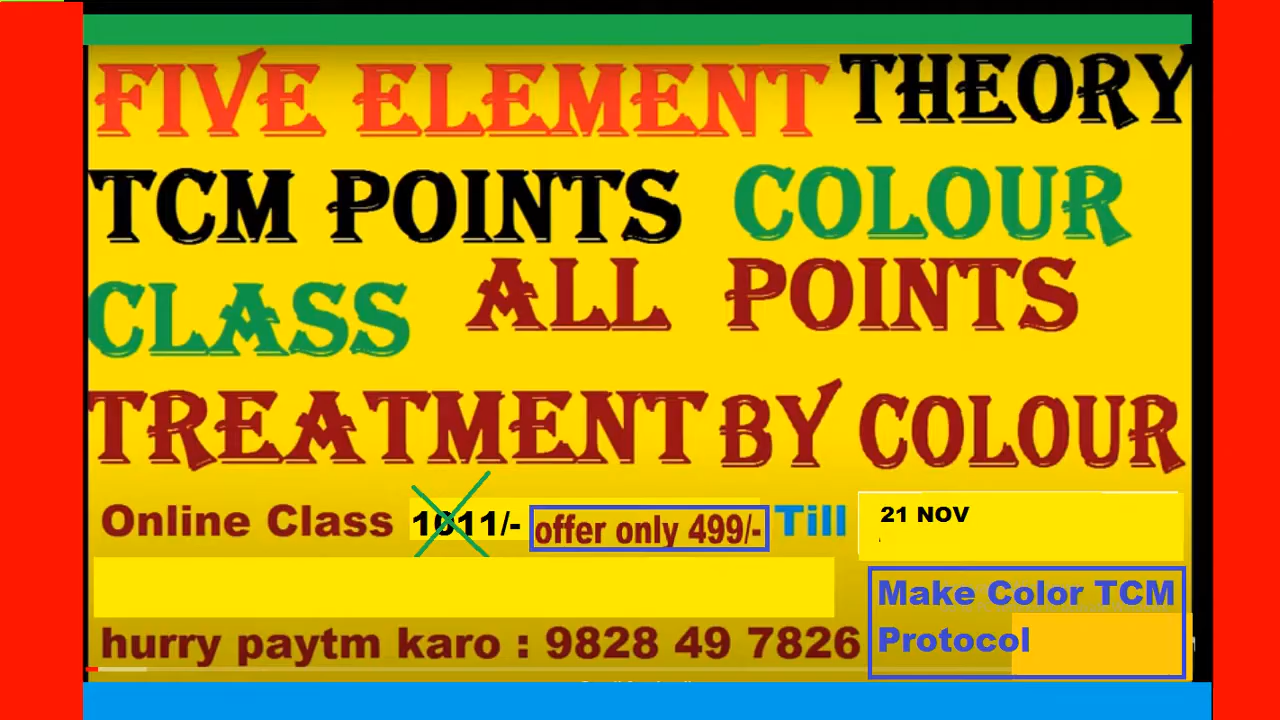 FIVE ELEMENT THEORY
TCM POINTS COLOUR
CLASS ALL POINTS
TREATMENT BY COLOUR
Online Class 1011/- offer only 499/- Till 21 NOV
Make Color TCM
Protocol
hurry paytm karo : 9828 49 7826